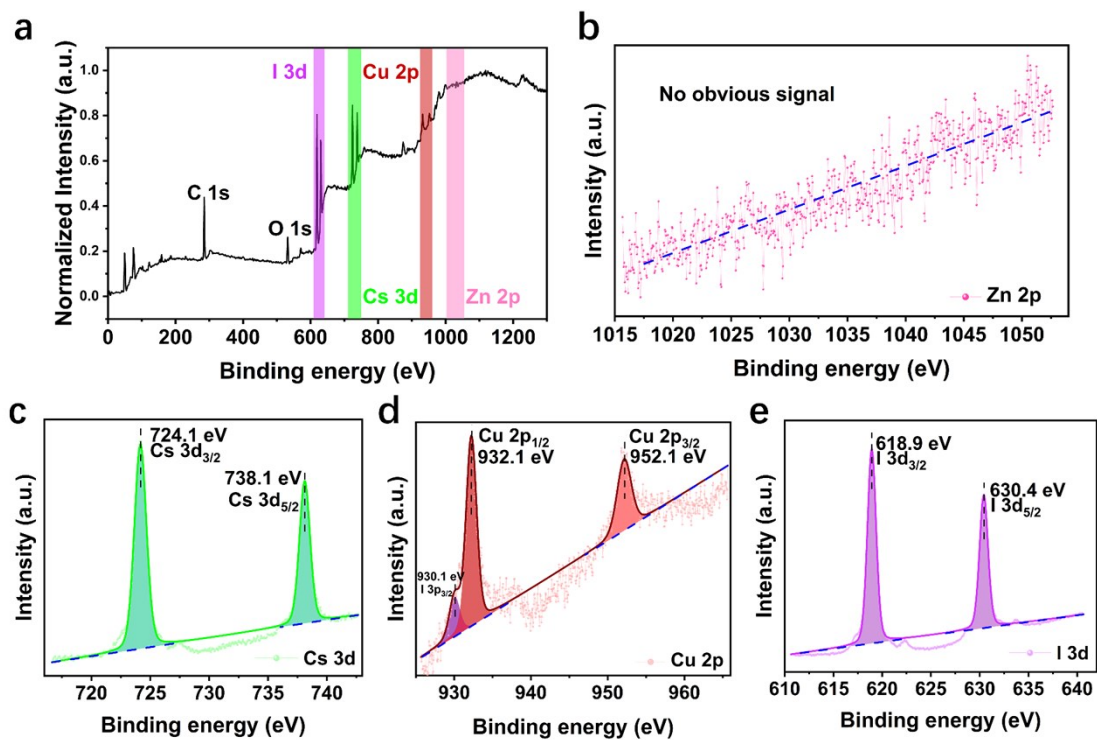 a
I 3d
Cu 2p
C 1s
O 1s
Cs 3d
Zn 2p
Normalized Intensity (a.u.)
0.0
0.2
0.4
0.6
0.8
1.0
0 200 400 600 800 1000 1200
Binding energy (eV)
b
No obvious signal
Intensity (a.u.)
Zn 2p
1015 1020 1025 1030 1035 1040 1045 1050
Binding energy (eV)
c
724.1 eV
Cs 3d3/2
738.1 eV
Cs 3d5/2
Intensity (a.u.)
Cs 3d
720 725 730 735 740
Binding energy (eV)
d
Cu 2p1/2
932.1 eV
Cu 2p3/2
952.1 eV
930.1 eV
I 3p3/2
Intensity (a.u.)
Cu 2p
930 940 950 960
Binding energy (eV)
e
618.9 eV
I 3d3/2
630.4 eV
I 3d5/2
Intensity (a.u.)
I 3d
610 615 620 625 630 635 640
Binding energy (eV)